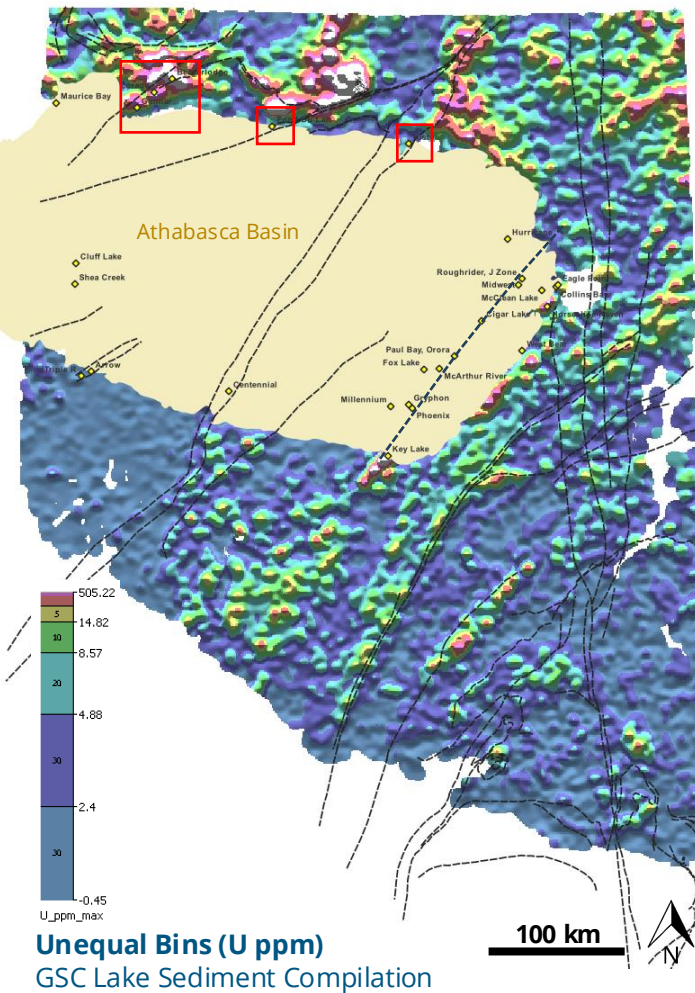 Maurice Bay
Athabasca Basin
Cluff Lake
Shea Creek
Roughrider, J Zone
Midwest
McClean Lake
Eagle Point
Collins Bay
Cigar Lake
Paul Bay, Orora
Fox Lake
McArthur River
Arrow
Centennial
Millennium
Gryphon
Phoenix
Key Lake
505.22
5
14.82
10
8.57
20
4.88
30
2.4
30
-0.45
U_ppm_max
100 km
N
Unequal Bins (U ppm)
GSC Lake Sediment Compilation